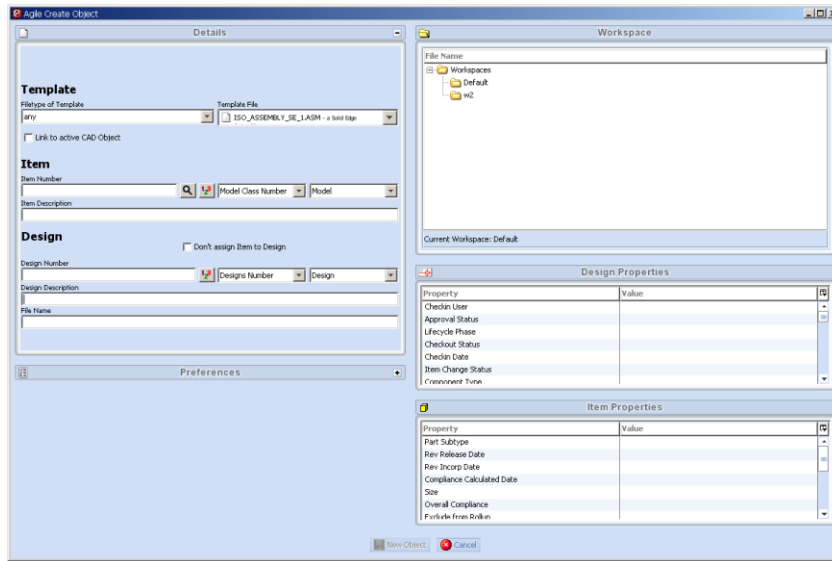 Agile Create Object
Details
Template
Filetype of Template
Template File
any
ISO_ASSEMBLY_SE_1.ASM - a Solid Edge
Link to active CAD Object
Item
Item Number
Model Class Number
Model
Item Description
Design
Don't assign Item to Design
Design Number
Designs Number
Design
Design Description
File Name
Preferences
Workspace
File Name
Workspaces
Default
w2
Current Workspace: Default
Design Properties
Property Value
Checkin User
Approval Status
Lifecycle Phase
Checkout Status
Checkin Date
Item Change Status
Component Type
Item Properties
Property Value
Part Subtype
Rev Release Date
Rev Incorp Date
Compliance Calculated Date
Size
Overall Compliance
Exclude from Rollup
New Object
Cancel